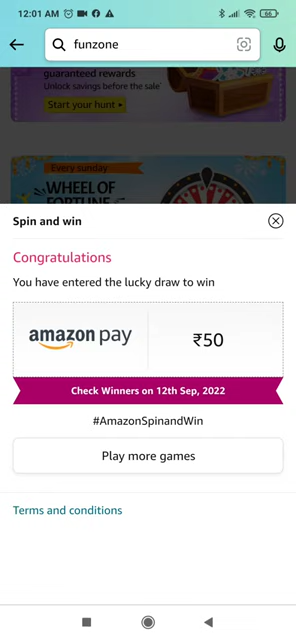 12:01 AM
66
funzone
guaranteed rewards
Unlock savings before the sale*
Start your hunt
Every Sunday
WHEEL OF
Spin and win
Congratulations
You have entered the lucky draw to win
amazon pay
₹50
Check Winners on 12th Sep, 2022
#AmazonSpinandWin
Play more games
Terms and conditions